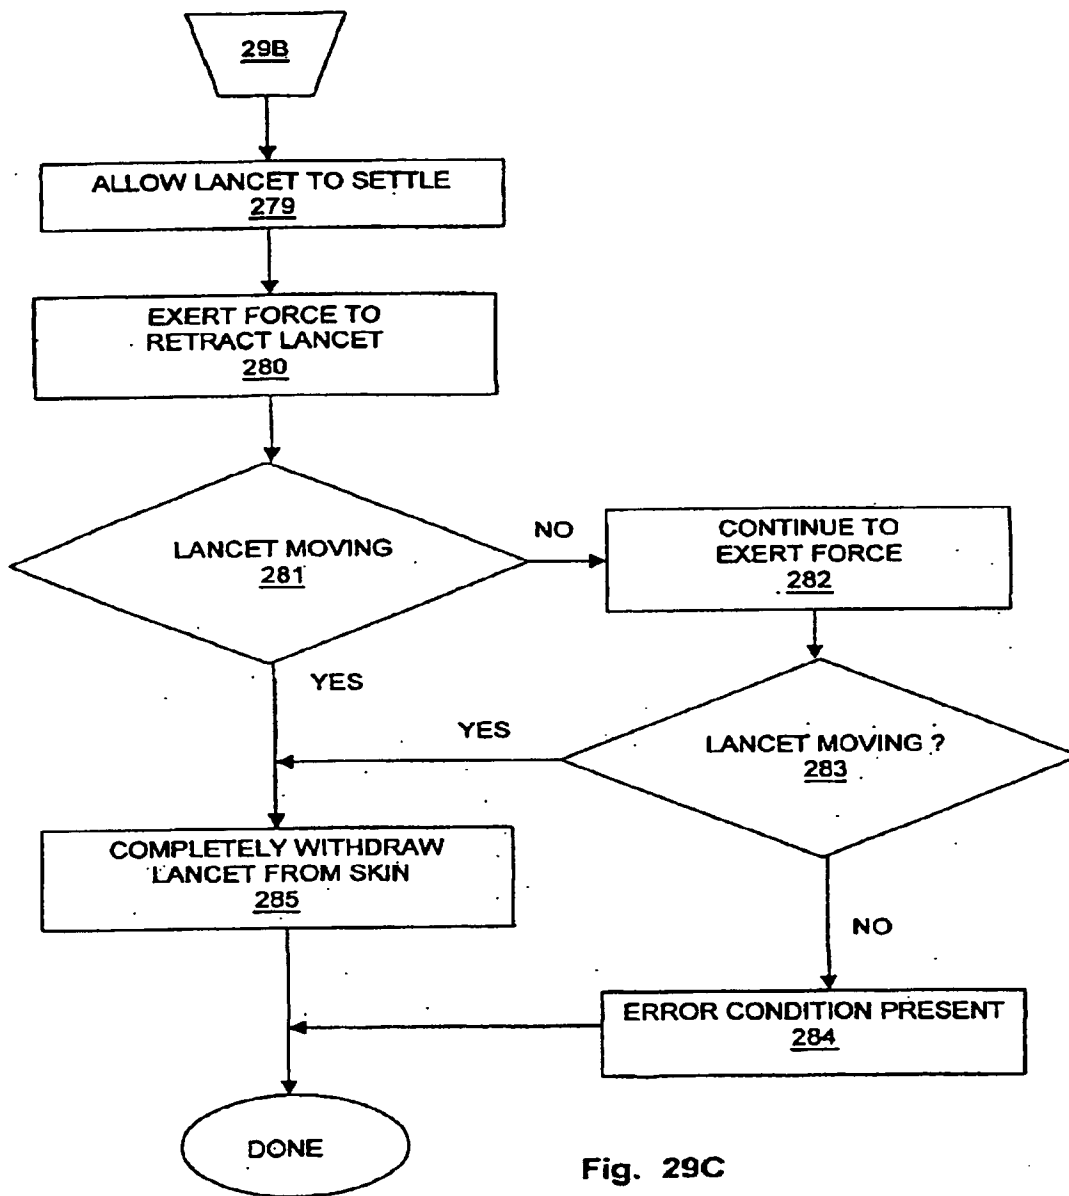 29B
ALLOW LANCET TO SETTLE
279
EXERT FORCE TO
RETRACT LANCET
280
LANCET MOVING
281
NO
CONTINUE TO
EXERT FORCE
282
YES
YES
LANCET MOVING ?
283
COMPLETELY WITHDRAW
LANCET FROM SKIN
285
NO
ERROR CONDITION PRESENT
284
DONE
Fig. 29C